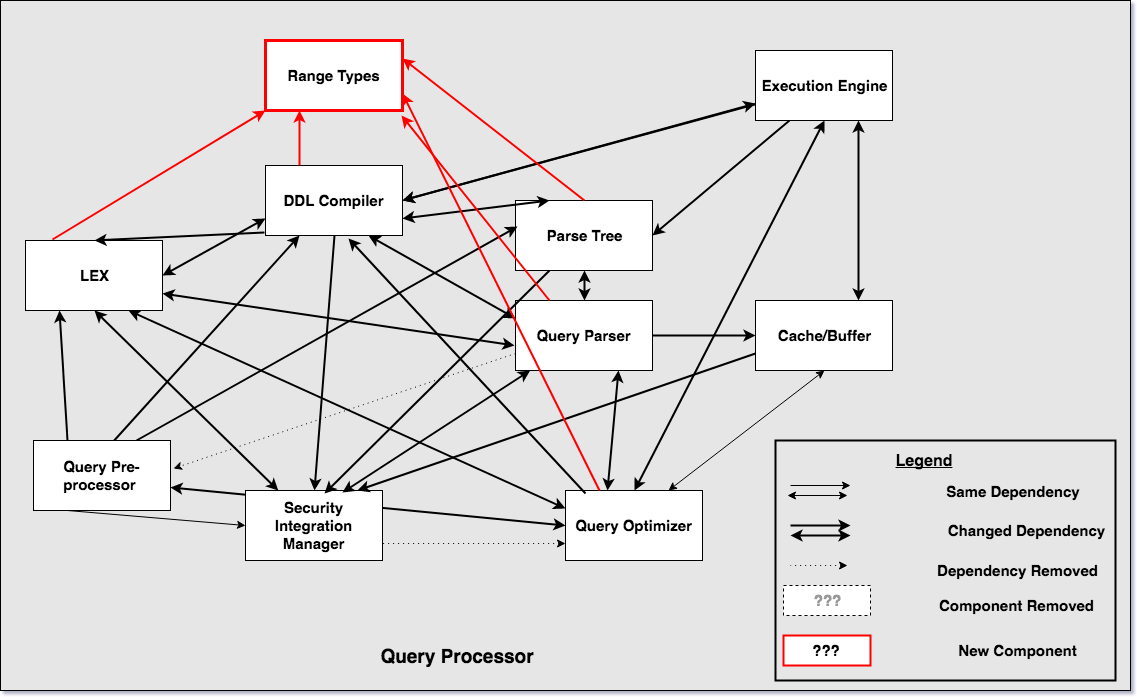 Range Types
Execution Engine
DDL Compiler
Parse Tree
LEX
Query Parser
Cache/Buffer
Query Pre-
processor
Security
Integration
Manager
Query Optimizer
Legend
Same Dependency
Changed Dependency
Dependency Removed
???
Component Removed
???
New Component
Query Processor